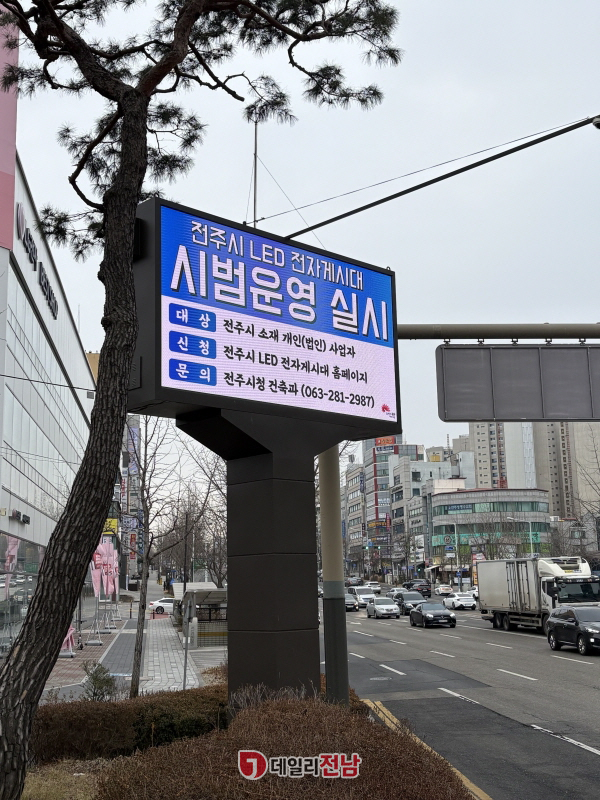 전주시 LED 전자게시대
시범운영 실시
대 상 전주시 소재 개인(법인) 사업자
신 청 전주시 LED 전자게시대 홈페이지
문 의 전주시청 건축과 (063-281-2987)
데일리전남